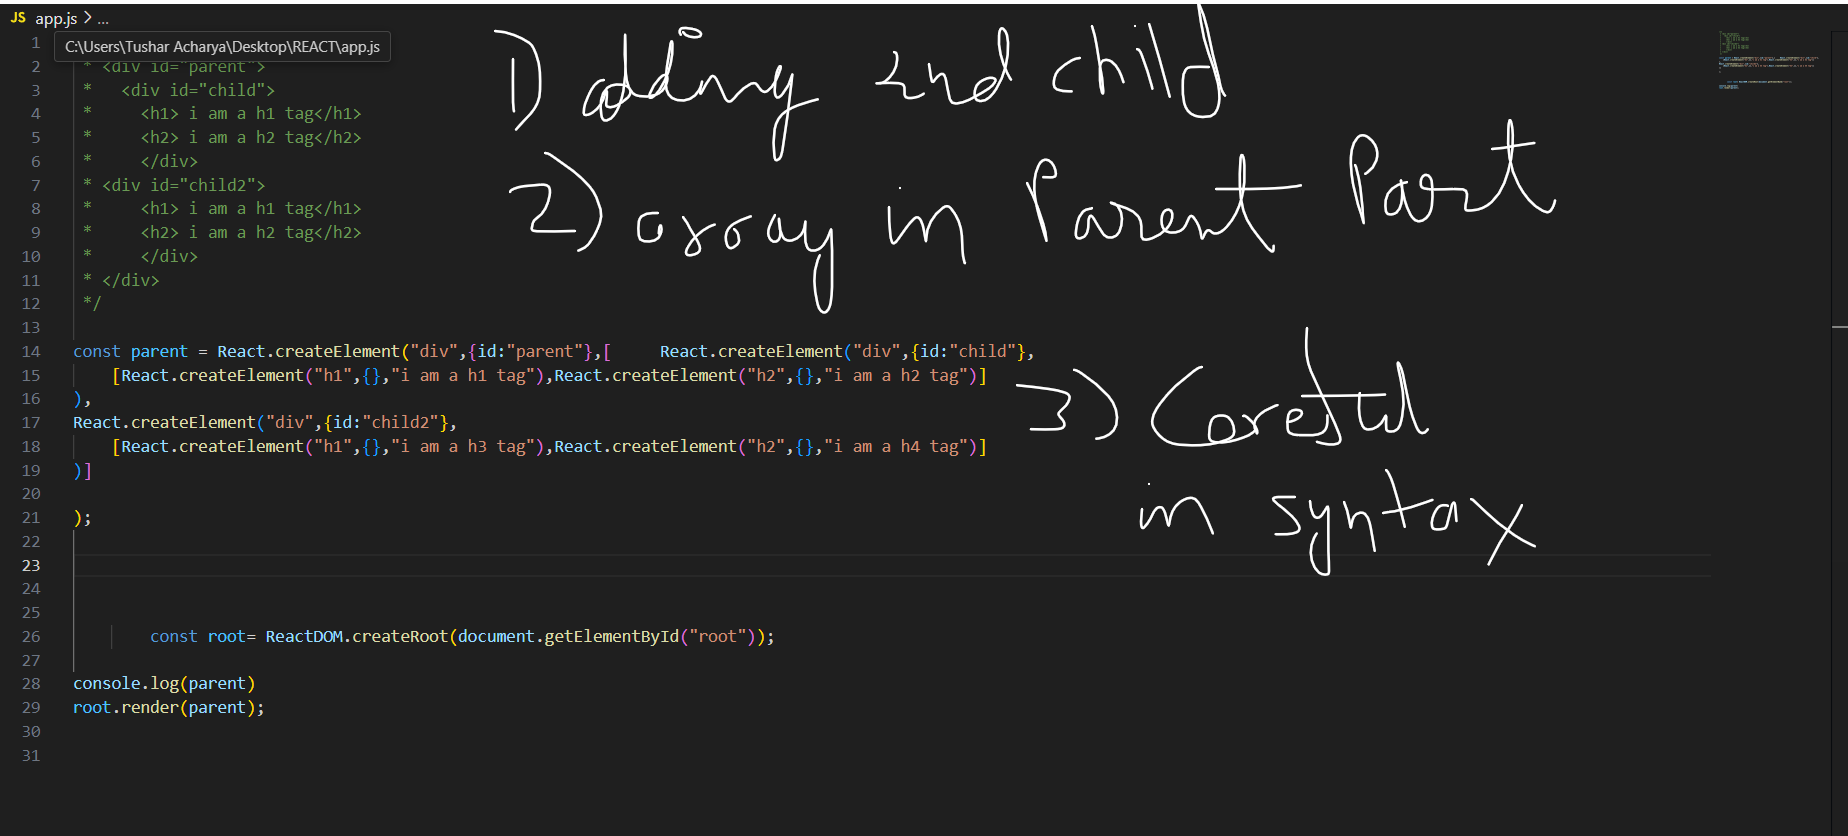 JS app.js > ...
1
C:\Users\Tushar Acharya\Desktop\REACT\app.js
2 * <div id="parent">
3 *   <div id="child">
4 *     <h1> i am a h1 tag</h1>
5 *     <h2> i am a h2 tag</h2>
6 *     </div>
7 * <div id="child2">
8 *     <h1> i am a h1 tag</h1>
9 *     <h2> i am a h2 tag</h2>
10 *     </div>
11 * </div>
12 */
13
14 const parent = React.createElement("div",{id:"parent"},[     React.createElement("div",{id:"child"},
15     [React.createElement("h1",{},"i am a h1 tag"),React.createElement("h2",{},"i am a h2 tag")]
16 ),
17 React.createElement("div",{id:"child2"},
18     [React.createElement("h1",{},"i am a h3 tag"),React.createElement("h2",{},"i am a h4 tag")]
19 )]
20
21 );
22
23
24
25
26         const root= ReactDOM.createRoot(document.getElementById("root"));
27
28 console.log(parent)
29 root.render(parent);
30
31
1) adding 2nd child
2) array in Parent Part
3) Careful
in syntax